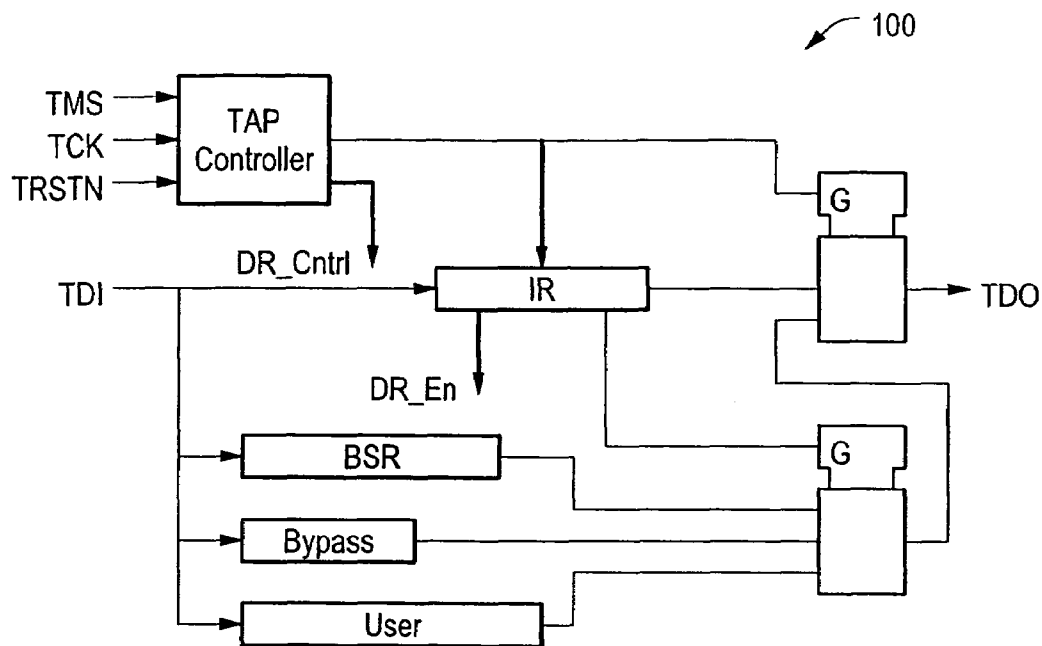 100
TMS
TCK
TRSTN
TAP
Controller
G
DR_Cntrl
TDI
IR
TDO
DR_En
G
BSR
Bypass
User